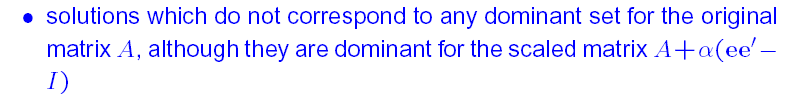 • solutions which do not correspond to any dominant set for the original
matrix A, although they are dominant for the scaled matrix A+α(ee′−
I)